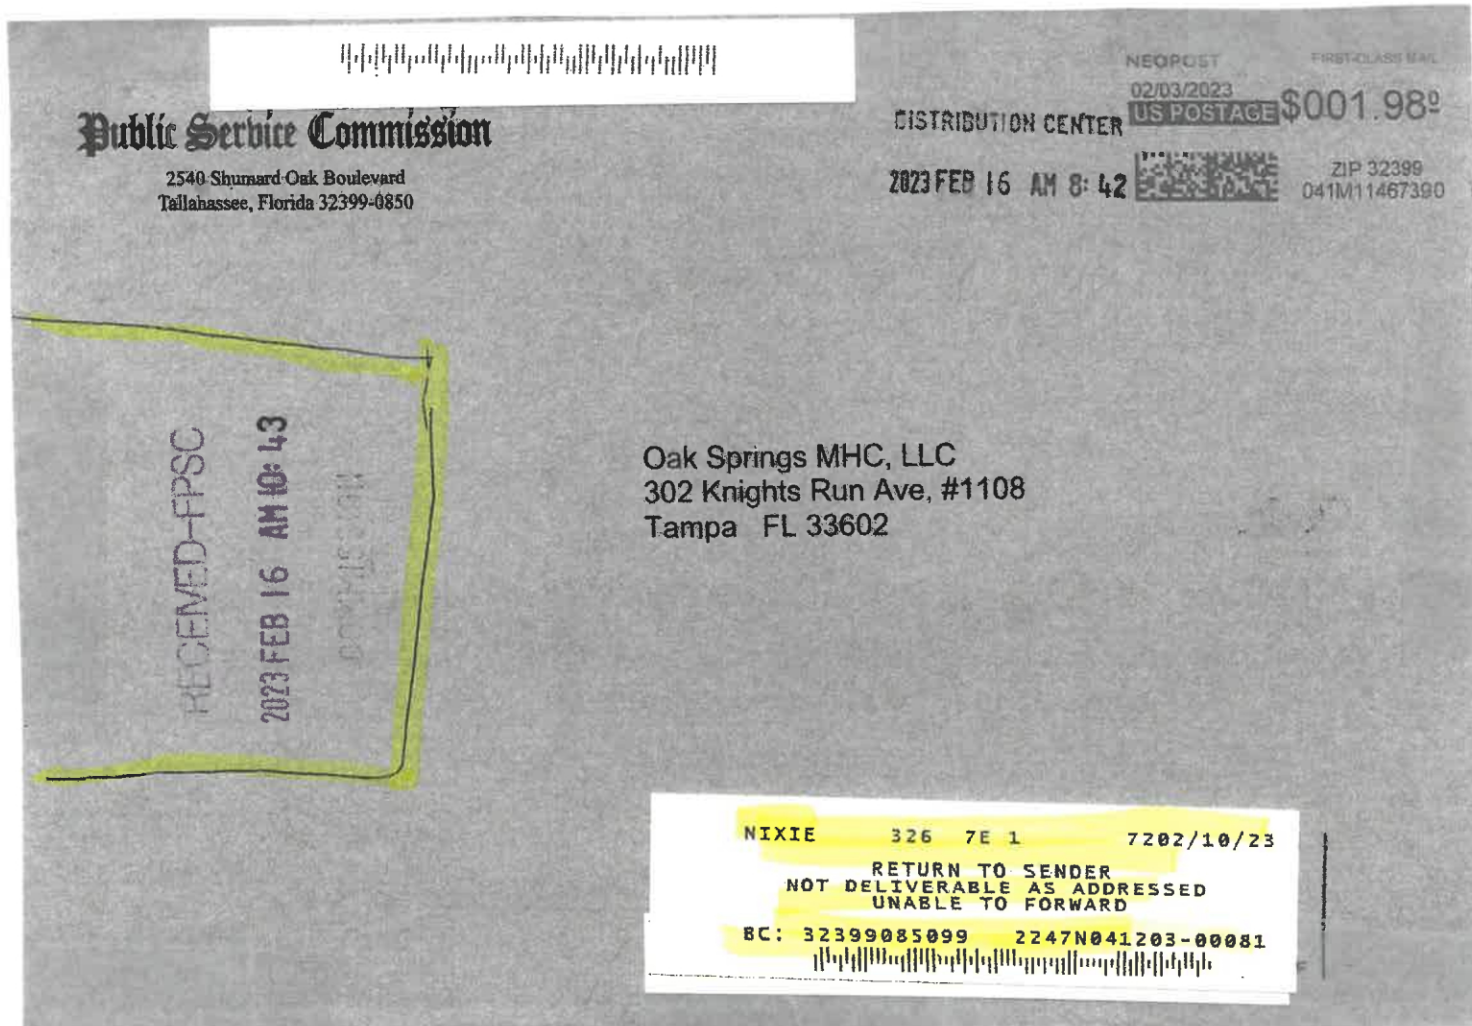 Public Service Commission
2540 Shumard Oak Boulevard
Tallahassee, Florida 32399-0850
NEOPOST
FIRST-CLASS MAIL
02/03/2023
US POSTAGE $001.98º
ZIP 32399
041M11467390
DISTRIBUTION CENTER
2023 FEB 16 AM 8: 42
RECEIVED-FPSC
2023 FEB 16 AM 10: 43
COMMISSION
Oak Springs MHC, LLC
302 Knights Run Ave, #1108
Tampa FL 33602
NIXIE 326 7E 1 7202/10/23
RETURN TO SENDER
NOT DELIVERABLE AS ADDRESSED
UNABLE TO FORWARD
BC: 32399085099 2247N041203-00081